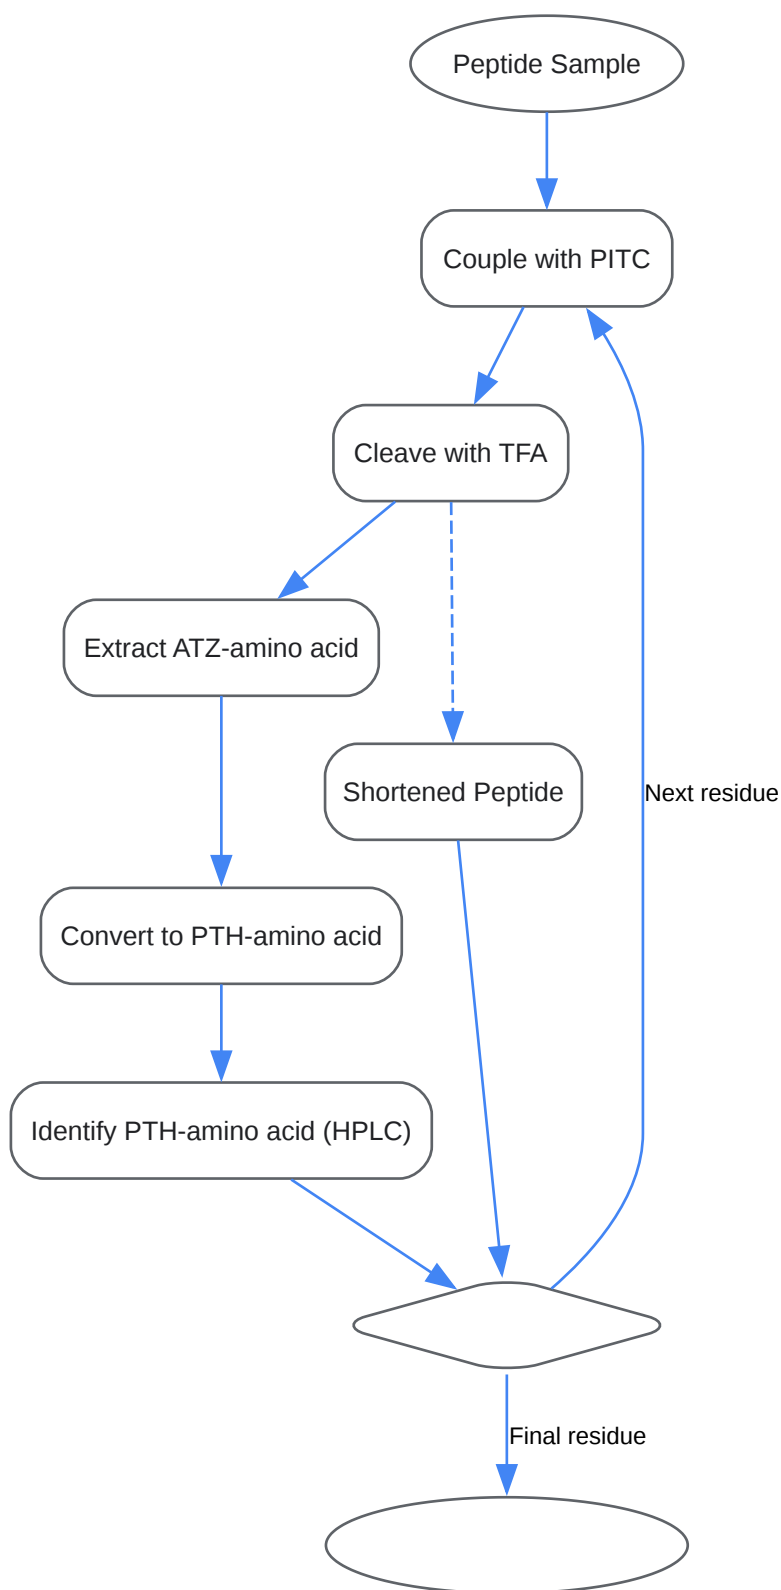 Peptide Sample
Couple with PITC
Cleave with TFA
Extract ATZ-amino acid
Shortened Peptide
Next residue
Convert to PTH-amino acid
Identify PTH-amino acid (HPLC)
Final residue